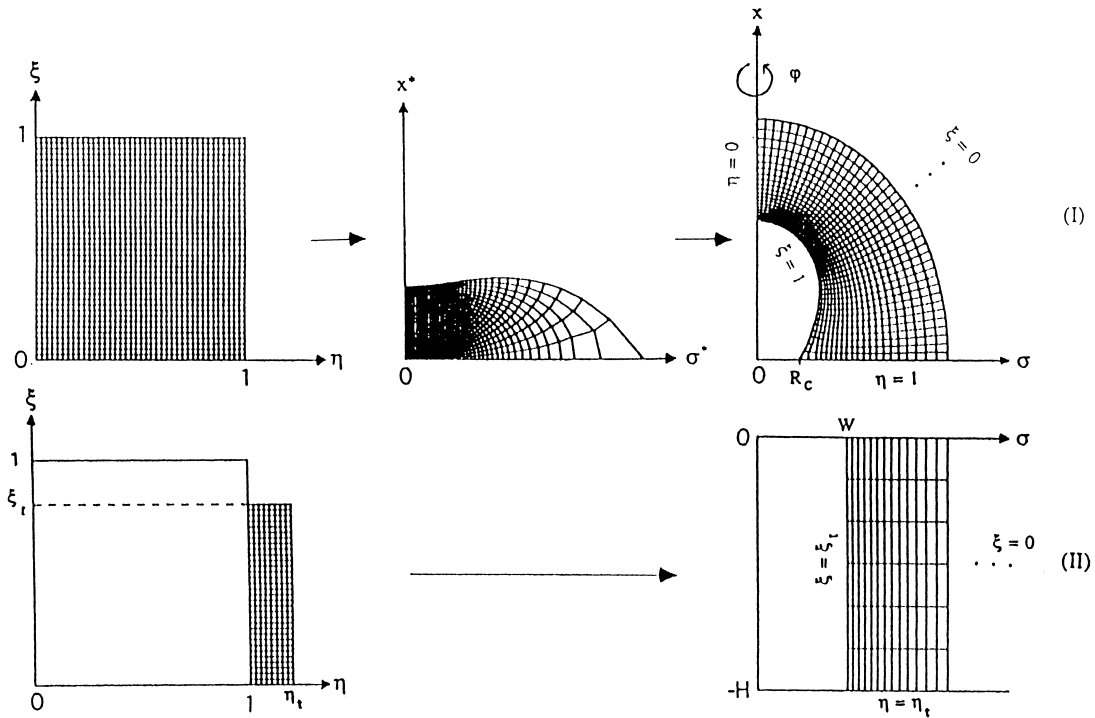 x
ξ
x*
φ
1
η = 0
ξ = 0
. . .
(I)
ξ = 1
0
1
η
0
σ*
0
R_C
η = 1
σ
ξ
W
0
σ
1
ξ_t
ξ = ξ_t
ξ = 0
. . .
(II)
0
1
η_t
η
-H
η = η_t